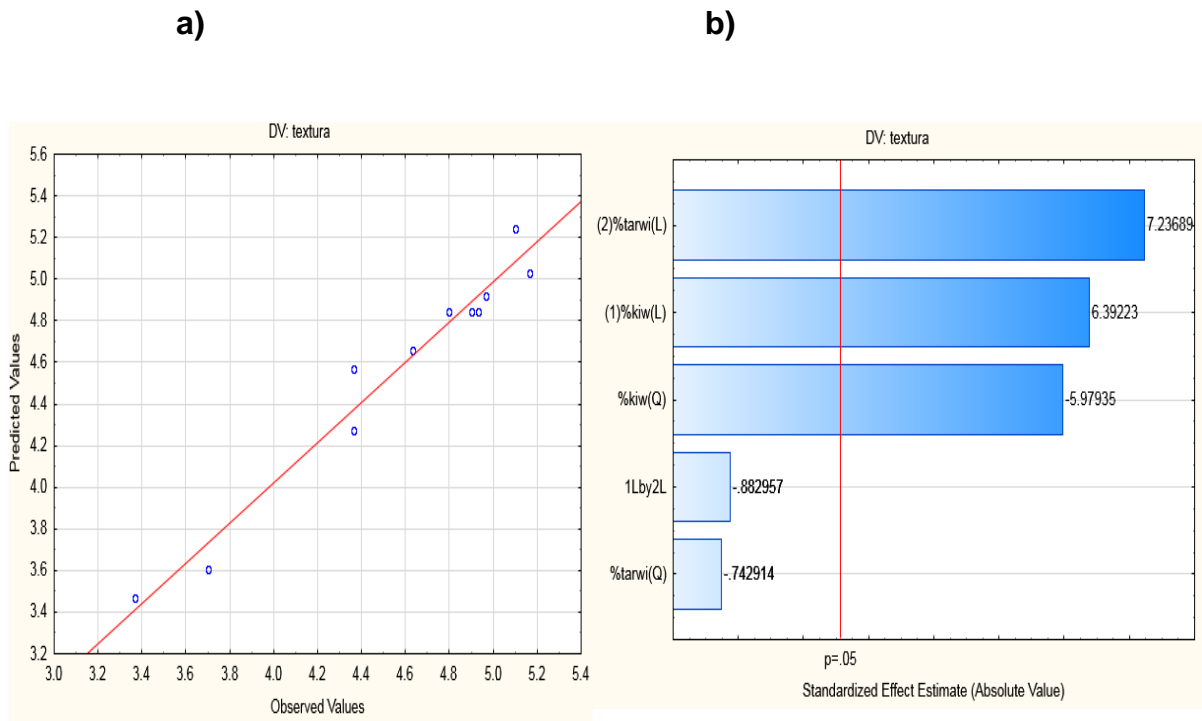 a)
b)
DV: textura
5.6
5.4
5.2
5.0
4.8
4.6
4.4
4.2
4.0
3.8
3.6
3.4
3.2
Predicted Values
3.0 3.2 3.4 3.6 3.8 4.0 4.2 4.4 4.6 4.8 5.0 5.2 5.4
Observed Values
DV: textura
(2)%tarwi(L)
7.23689
(1)%kiw(L)
6.39223
%kiw(Q)
-5.97935
1Lby2L
-.882957
%tarwi(Q)
-.742914
p=.05
Standardized Effect Estimate (Absolute Value)